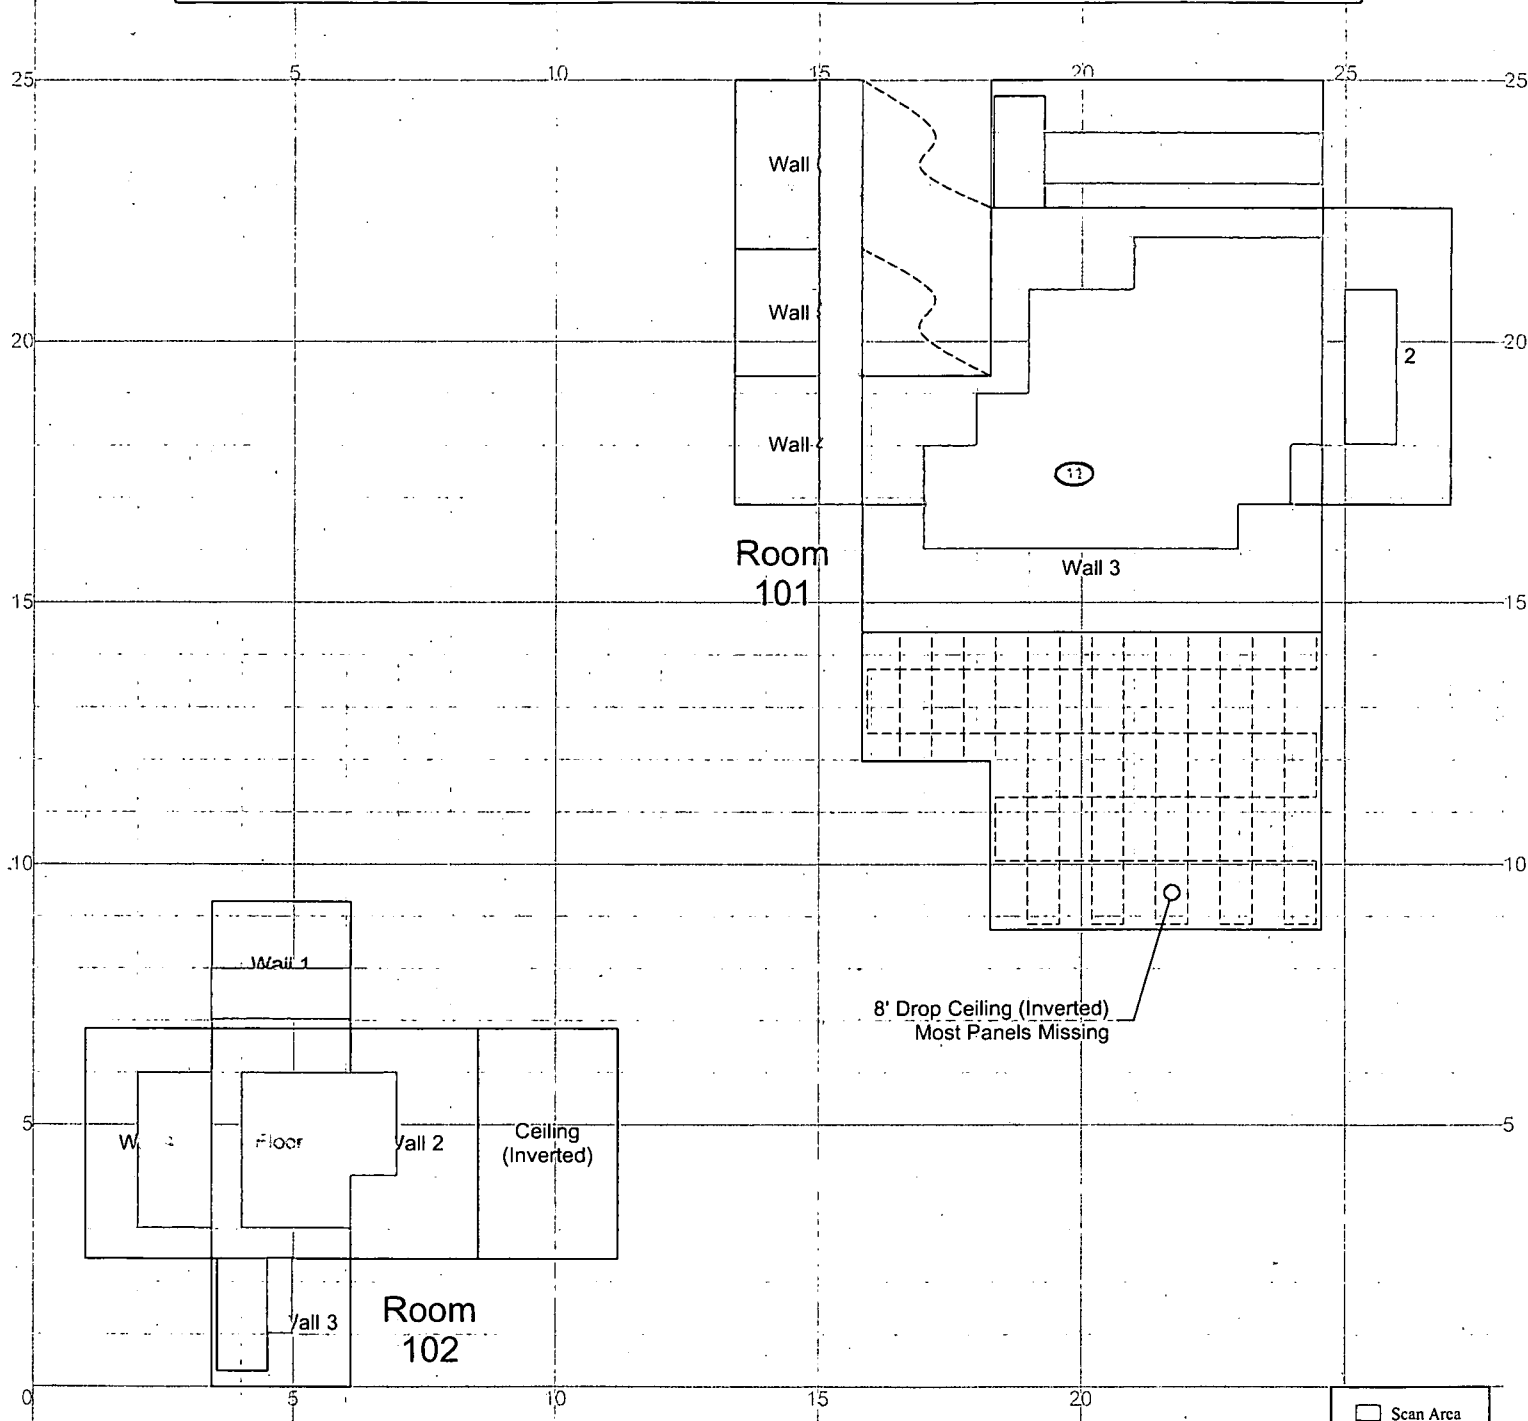 5 10 15 20 25
25 25
Wall
Wall
20 20
2
Wall
11
Room
101
Wall 3
15 15
10 10
Wall 1
8' Drop Ceiling (Inverted)
Most Panels Missing
5 5
Floor
Wall 2
Ceiling
(Inverted)
Wall 3
Room
102
0 5 10 15 20
Scan Area